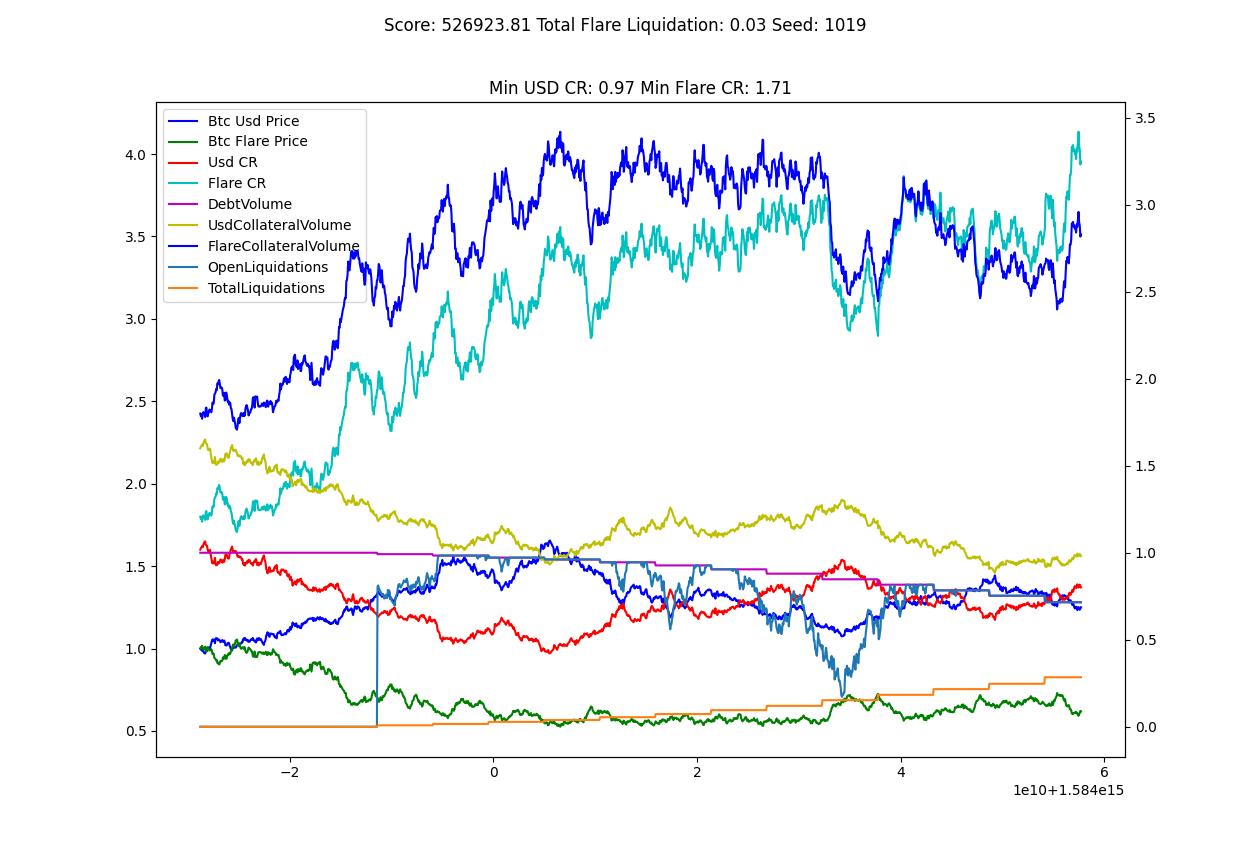 Score: 526923.81 Total Flare Liquidation: 0.03 Seed: 1019
Min USD CR: 0.97 Min Flare CR: 1.71
Btc Usd Price
Btc Flare Price
Usd CR
Flare CR
DebtVolume
UsdCollateralVolume
FlareCollateralVolume
OpenLiquidations
TotalLiquidations
4.0
3.5
3.0
2.5
2.0
1.5
1.0
0.5
3.5
3.0
2.5
2.0
1.5
1.0
0.5
0.0
−2 0 2 4 6
1e10+1.584e15